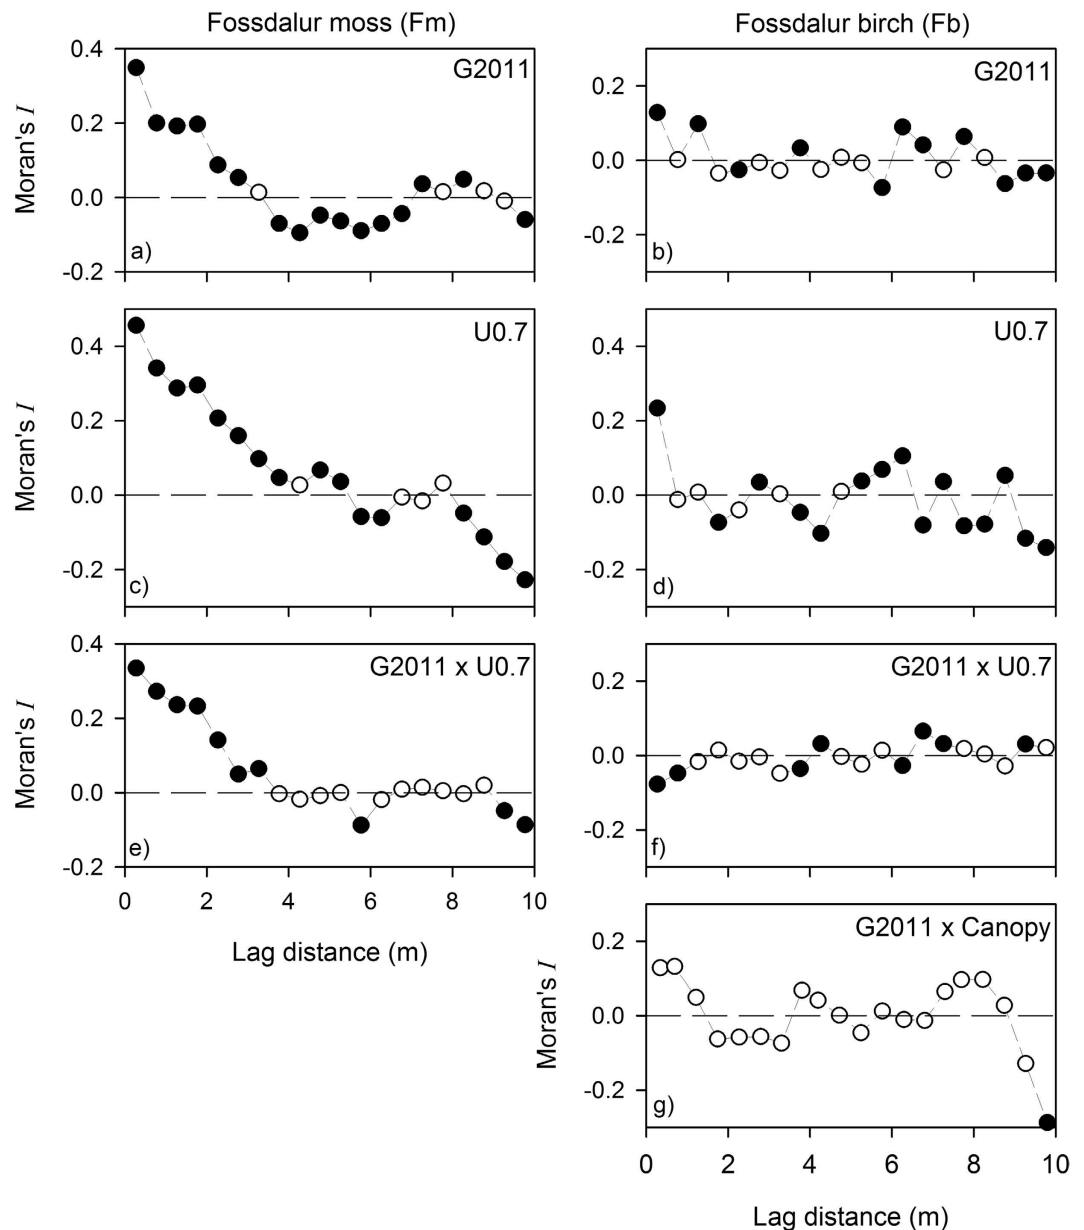 Fossdalur moss (Fm)
Fossdalur birch (Fb)
0.4
0.2
0.0
-0.2
Moran's I
G2011
a)
0.2
0.0
-0.2
G2011
b)
0.4
0.2
0.0
-0.2
Moran's I
U0.7
c)
0.4
0.2
0.0
-0.2
U0.7
d)
0.4
0.2
0.0
-0.2
Moran's I
G2011 x U0.7
e)
0 2 4 6 8 10
Lag distance (m)
0.2
0.0
-0.2
G2011 x U0.7
f)
0.2
0.0
-0.2
Moran's I
G2011 x Canopy
g)
0 2 4 6 8 10
Lag distance (m)